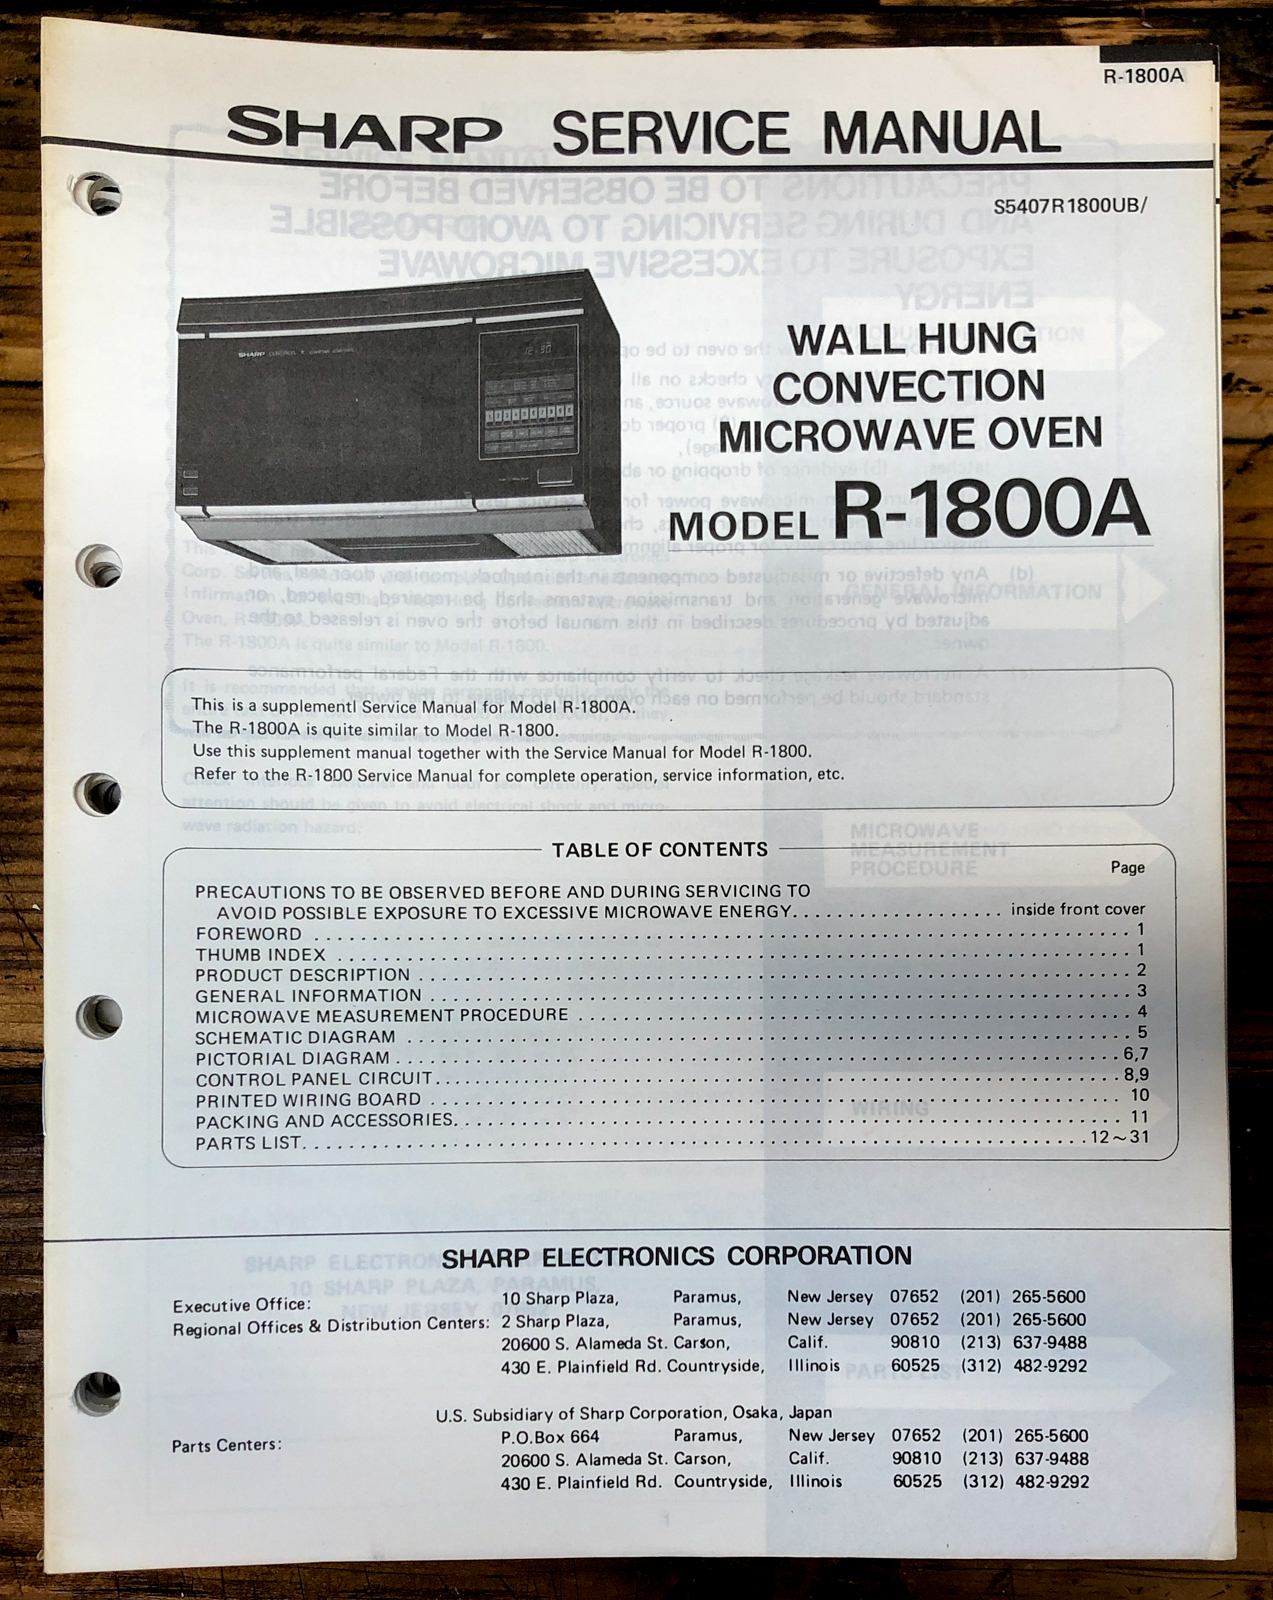 R-1800A
SHARP SERVICE MANUAL
S5407R1800UB/
WALL HUNG
CONVECTION
MICROWAVE OVEN
MODEL R-1800A
SHARP
12:30
This is a supplementl Service Manual for Model R-1800A.
The R-1800A is quite similar to Model R-1800.
Use this supplement manual together with the Service Manual for Model R-1800.
Refer to the R-1800 Service Manual for complete operation, service information, etc.
TABLE OF CONTENTS
Page
PRECAUTIONS TO BE OBSERVED BEFORE AND DURING SERVICING TO
AVOID POSSIBLE EXPOSURE TO EXCESSIVE MICROWAVE ENERGY. . . . . . . . . . . . . . . . . . . inside front cover
FOREWORD . . . . . . . . . . . . . . . . . . . . 1
THUMB INDEX . . . . . . . . . . . . . . . . . . . . 1
PRODUCT DESCRIPTION . . . . . . . . . . . . . . . . . . . . 2
GENERAL INFORMATION . . . . . . . . . . . . . . . . . . . . 3
MICROWAVE MEASUREMENT PROCEDURE . . . . . . . . . . . . . . . . . . . . 4
SCHEMATIC DIAGRAM . . . . . . . . . . . . . . . . . . . . 5
PICTORIAL DIAGRAM . . . . . . . . . . . . . . . . . . . . 6,7
CONTROL PANEL CIRCUIT. . . . . . . . . . . . . . . . . . . . 8,9
PRINTED WIRING BOARD . . . . . . . . . . . . . . . . . . . . 10
PACKING AND ACCESSORIES. . . . . . . . . . . . . . . . . . . . 11
PARTS LIST. . . . . . . . . . . . . . . . . . . . 12~31
SHARP ELECTRONICS CORPORATION
Executive Office: 10 Sharp Plaza, Paramus, New Jersey 07652 (201) 265-5600
Regional Offices & Distribution Centers: 2 Sharp Plaza, Paramus, New Jersey 07652 (201) 265-5600
20600 S. Alameda St. Carson, Calif. 90810 (213) 637-9488
430 E. Plainfield Rd. Countryside, Illinois 60525 (312) 482-9292
U.S. Subsidiary of Sharp Corporation, Osaka, Japan
Parts Centers: P.O.Box 664 Paramus, New Jersey 07652 (201) 265-5600
20600 S. Alameda St. Carson, Calif. 90810 (213) 637-9488
430 E. Plainfield Rd. Countryside, Illinois 60525 (312) 482-9292